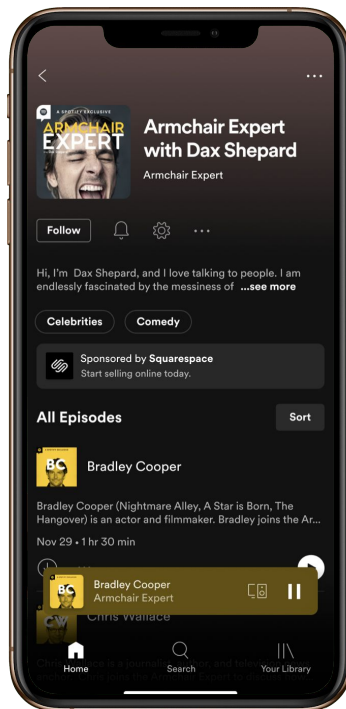 A SPOTIFY EXCLUSIVE
ARMCHAIR
EXPERT
Armchair Expert
with Dax Shepard
Armchair Expert
Follow
Hi, I'm Dax Shepard, and I love talking to people. I am
endlessly fascinated by the messiness of ...see more
Celebrities
Comedy
Sponsored by Squarespace
Start selling online today.
All Episodes
Sort
BC
Bradley Cooper
Bradley Cooper (Nightmare Alley, A Star is Born, The
Hangover) is an actor and filmmaker. Bradley joins the Ar...
Nov 29 • 1 hr 30 min
BC
Bradley Cooper
Armchair Expert
CW
Chris Wallace
Home
Search
Your Library